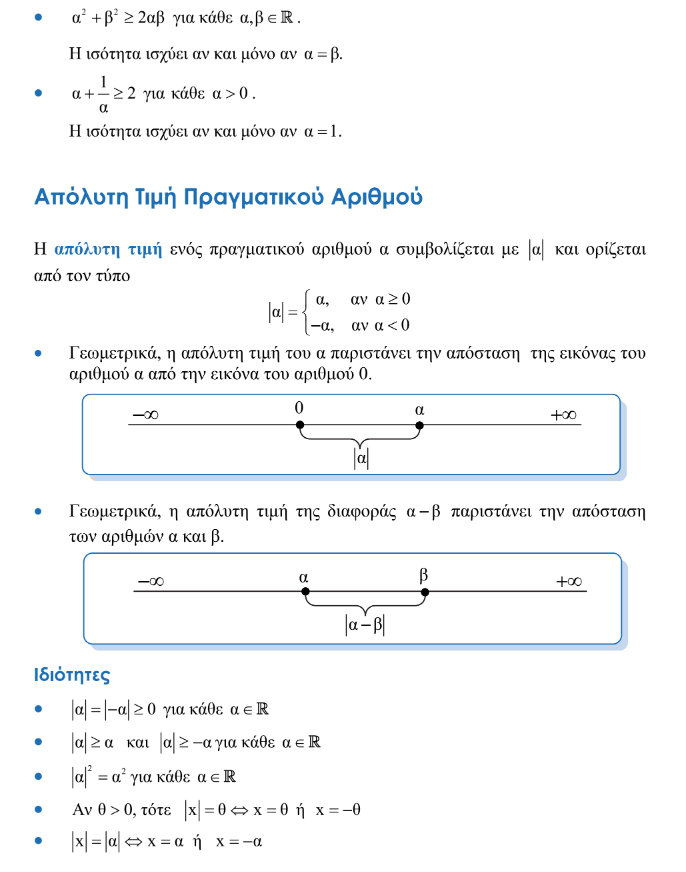 • α² + β² ≥ 2αβ για κάθε α,β ∈ ℝ .
Η ισότητα ισχύει αν και μόνο αν α = β.
• α + 1/α ≥ 2 για κάθε α > 0 .
Η ισότητα ισχύει αν και μόνο αν α = 1.
Απόλυτη Τιμή Πραγματικού Αριθμού
Η απόλυτη τιμή ενός πραγματικού αριθμού α συμβολίζεται με |α| και ορίζεται
από τον τύπο
|α| = { α, αν α ≥ 0
−α, αν α < 0
• Γεωμετρικά, η απόλυτη τιμή του α παριστάνει την απόσταση της εικόνας του
αριθμού α από την εικόνα του αριθμού 0.
−∞ 0 α +∞
|α|
• Γεωμετρικά, η απόλυτη τιμή της διαφοράς α − β παριστάνει την απόσταση
των αριθμών α και β.
−∞ α β +∞
|α − β|
Ιδιότητες
• |α| = |−α| ≥ 0 για κάθε α ∈ ℝ
• |α| ≥ α και |α| ≥ −α για κάθε α ∈ ℝ
• |α|² = α² για κάθε α ∈ ℝ
• Αν θ > 0, τότε |x| = θ ⇔ x = θ ή x = −θ
• |x| = |α| ⇔ x = α ή x = −α